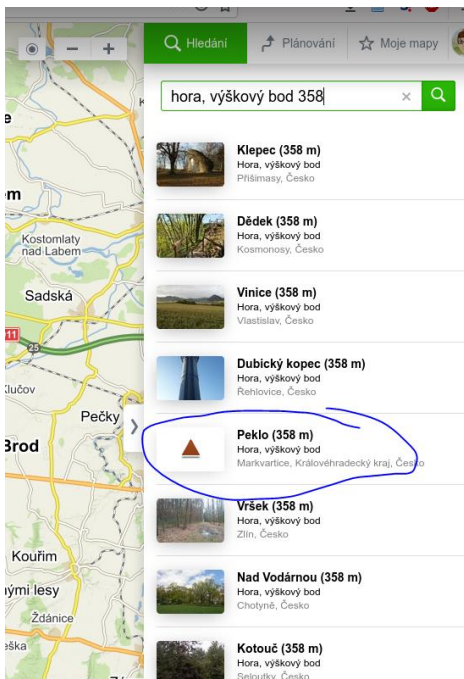 Hledání
Plánování
Moje mapy
hora, výškový bod 358
Klepec (358 m)
Hora, výškový bod
Přišimasy, Česko
Dědek (358 m)
Hora, výškový bod
Kosmonosy, Česko
Vinice (358 m)
Hora, výškový bod
Vlastislav, Česko
Dubický kopec (358 m)
Hora, výškový bod
Řehlovice, Česko
Peklo (358 m)
Hora, výškový bod
Markvartice, Královéhradecký kraj, Česko
Vršek (358 m)
Hora, výškový bod
Zlín, Česko
Nad Vodárnou (358 m)
Hora, výškový bod
Chotyně, Česko
Kotouč (358 m)
Hora, výškový bod
Seloutky, Česko
Kostomlaty
nad Labem
Sadská
11
25
Pečky
Brod
Kouřim
lesy
Ždánice